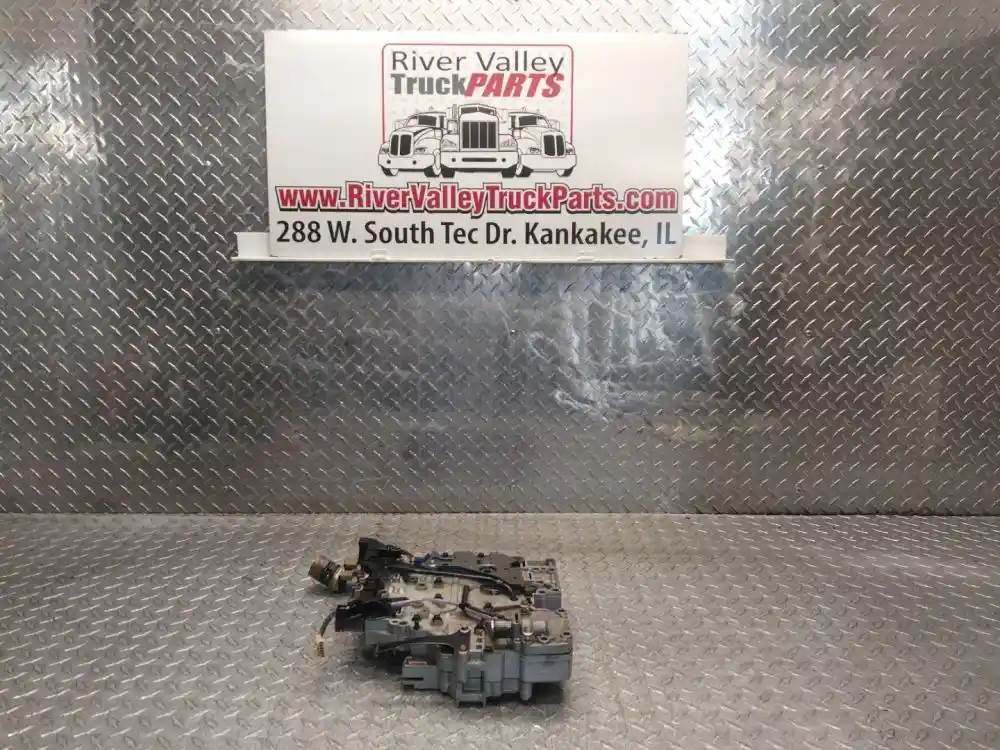 River Valley
TruckPARTS
www.RiverValleyTruckParts.com
288 W. South Tec Dr. Kankakee, IL